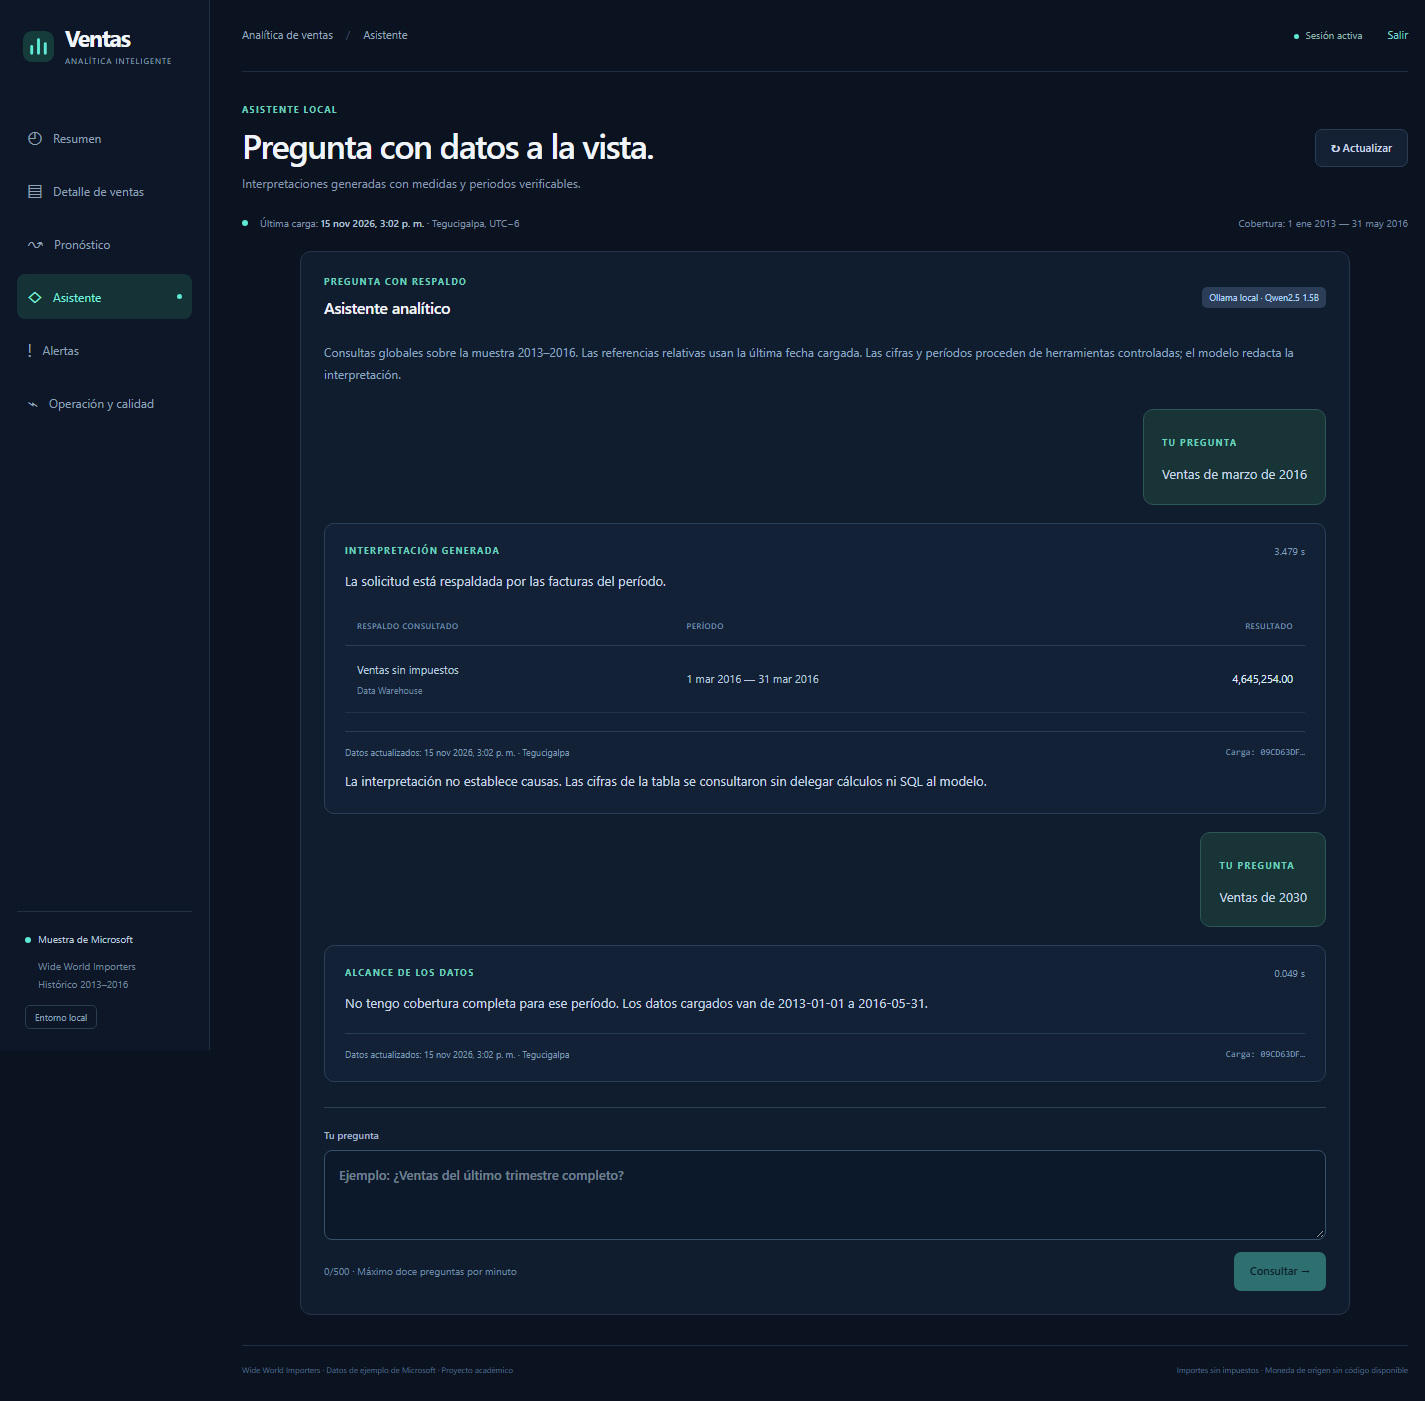 Ventas
ANALÍTICA INTELIGENTE
Resumen
Detalle de ventas
Pronóstico
Asistente
! Alertas
Operación y calidad
Muestra de Microsoft
Wide World Importers
Histórico 2013–2016
Entorno local
Analítica de ventas / Asistente
Sesión activa
Salir
ASISTENTE LOCAL
Pregunta con datos a la vista.
Interpretaciones generadas con medidas y periodos verificables.
↻ Actualizar
Última carga: 15 nov 2026, 3:02 p. m. · Tegucigalpa, UTC−6
Cobertura: 1 ene 2013 — 31 may 2016
PREGUNTA CON RESPALDO
Asistente analítico
Ollama local · Qwen2.5 1.5B
Consultas globales sobre la muestra 2013–2016. Las referencias relativas usan la última fecha cargada. Las cifras y períodos proceden de herramientas controladas; el modelo redacta la
interpretación.
TU PREGUNTA
Ventas de marzo de 2016
INTERPRETACIÓN GENERADA
3.479 s
La solicitud está respaldada por las facturas del período.
RESPALDO CONSULTADO PERÍODO RESULTADO
Ventas sin impuestos
Data Warehouse
1 mar 2016 — 31 mar 2016
4,645,254.00
Datos actualizados: 15 nov 2026, 3:02 p. m. · Tegucigalpa
Carga: 09CD63DF…
La interpretación no establece causas. Las cifras de la tabla se consultaron sin delegar cálculos ni SQL al modelo.
TU PREGUNTA
Ventas de 2030
ALCANCE DE LOS DATOS
0.049 s
No tengo cobertura completa para ese período. Los datos cargados van de 2013-01-01 a 2016-05-31.
Datos actualizados: 15 nov 2026, 3:02 p. m. · Tegucigalpa
Carga: 09CD63DF…
Tu pregunta
Ejemplo: ¿Ventas del último trimestre completo?
0/500 · Máximo doce preguntas por minuto
Consultar →
Wide World Importers · Datos de ejemplo de Microsoft · Proyecto académico
Importes sin impuestos · Moneda de origen sin código disponible